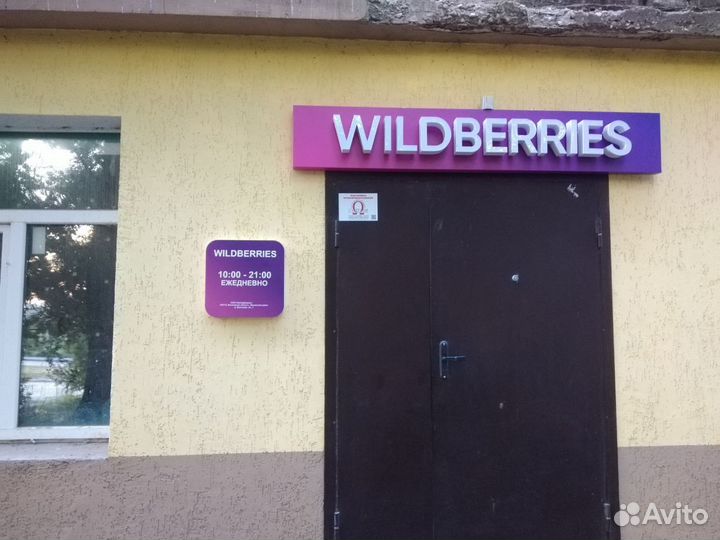 WILDBERRIES
WILDBERRIES
10:00 - 21:00
ЕЖЕДНЕВНО
Avito